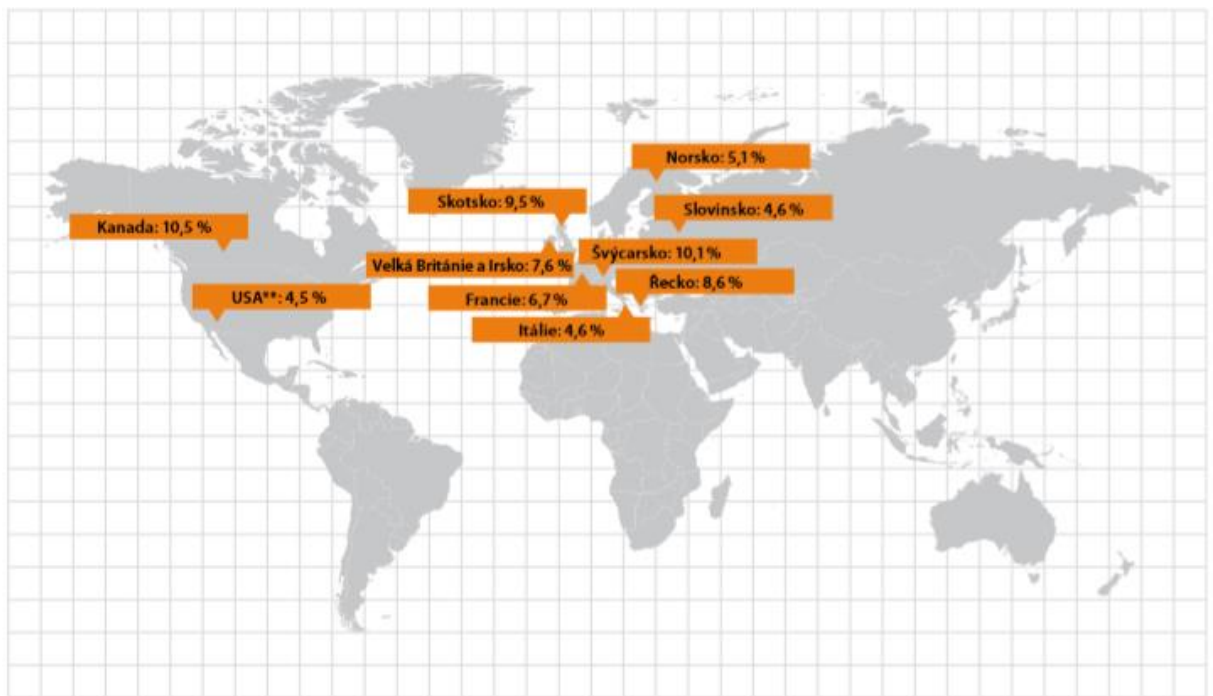 Norsko: 5,1 %
Skotsko: 9,5 %
Slovinsko: 4,6 %
Kanada: 10,5 %
Švýcarsko: 10,1 %
Velká Británie a Irsko: 7,6 %
Řecko: 8,6 %
USA**: 4,5 %
Francie: 6,7 %
Itálie: 4,6 %